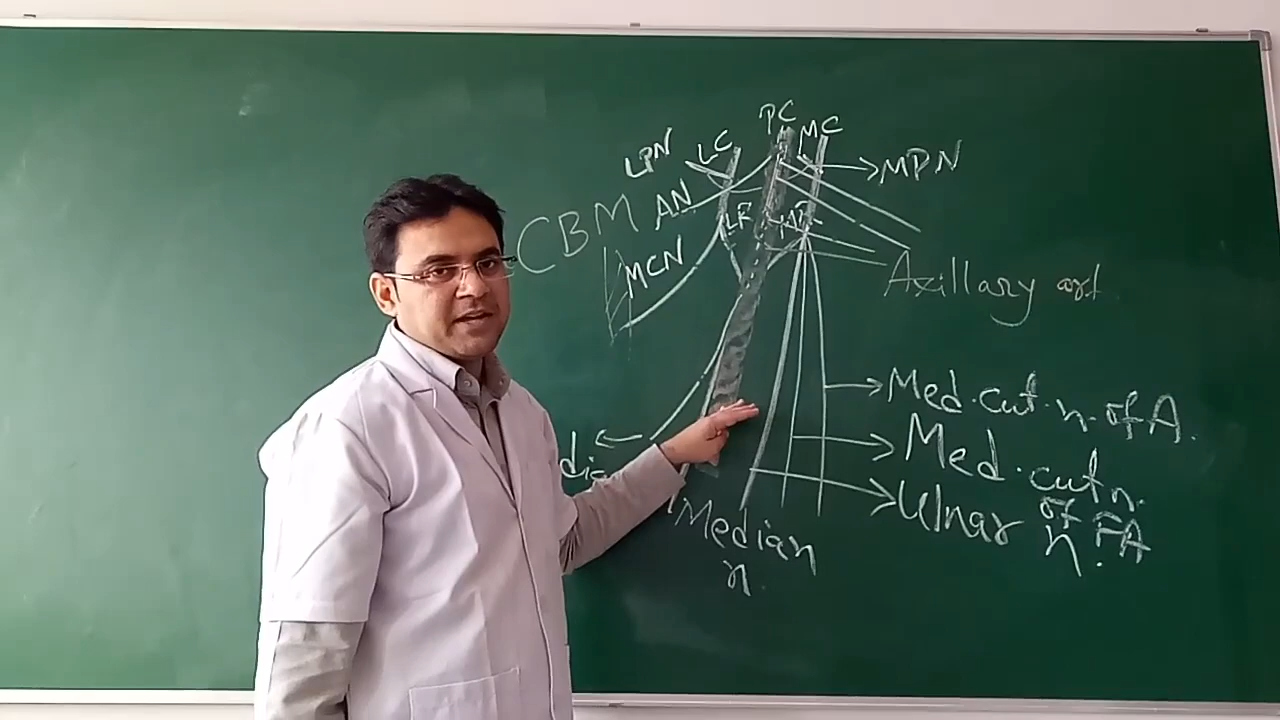 PC
LPN LC MC
MPN
CBM AN
LR MR
MCN
Axillary art
Med. cut. n. of A.
Med. cut n.
of FA
Ulnar n.
Median
n.